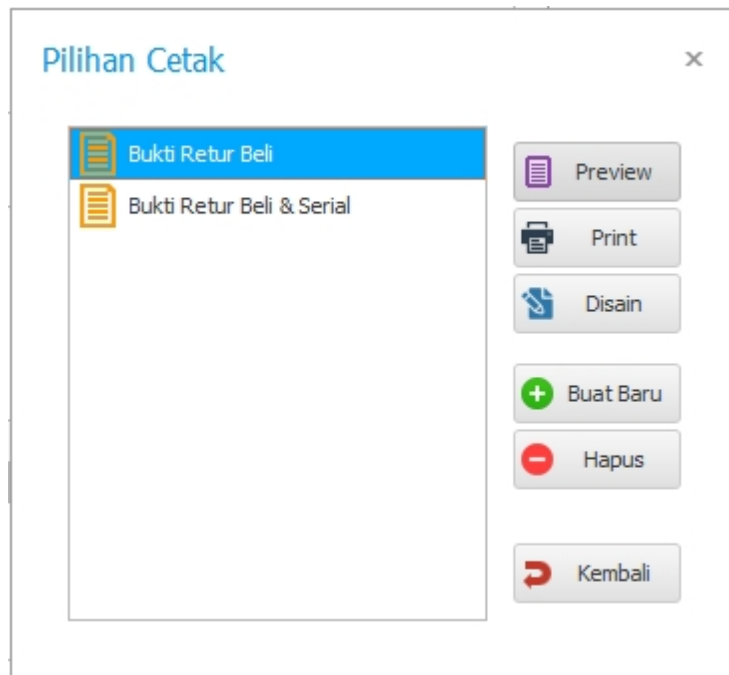 Pilihan Cetak
Bukti Retur Beli
Bukti Retur Beli & Serial
Preview
Print
Disain
Buat Baru
Hapus
Kembali